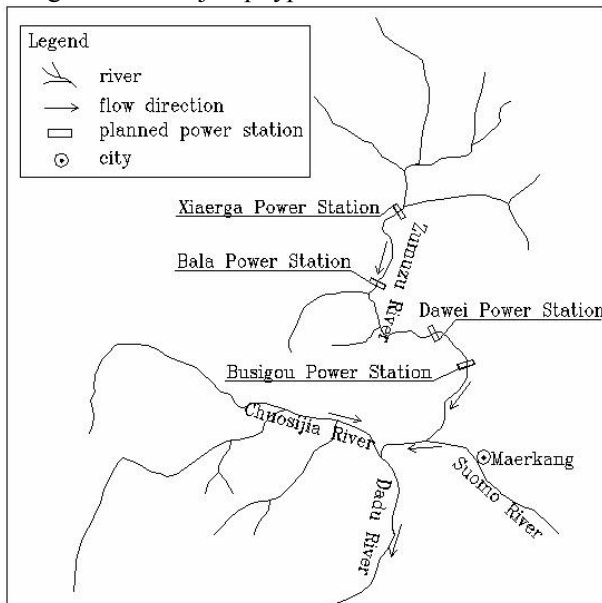 Legend
river
flow direction
planned power station
city
Xiaerga Power Station
Zumuzu River
Bala Power Station
Dawei Power Station
Busigou Power Station
Chuosijia River
Maerkang
Suomo River
Dadu River